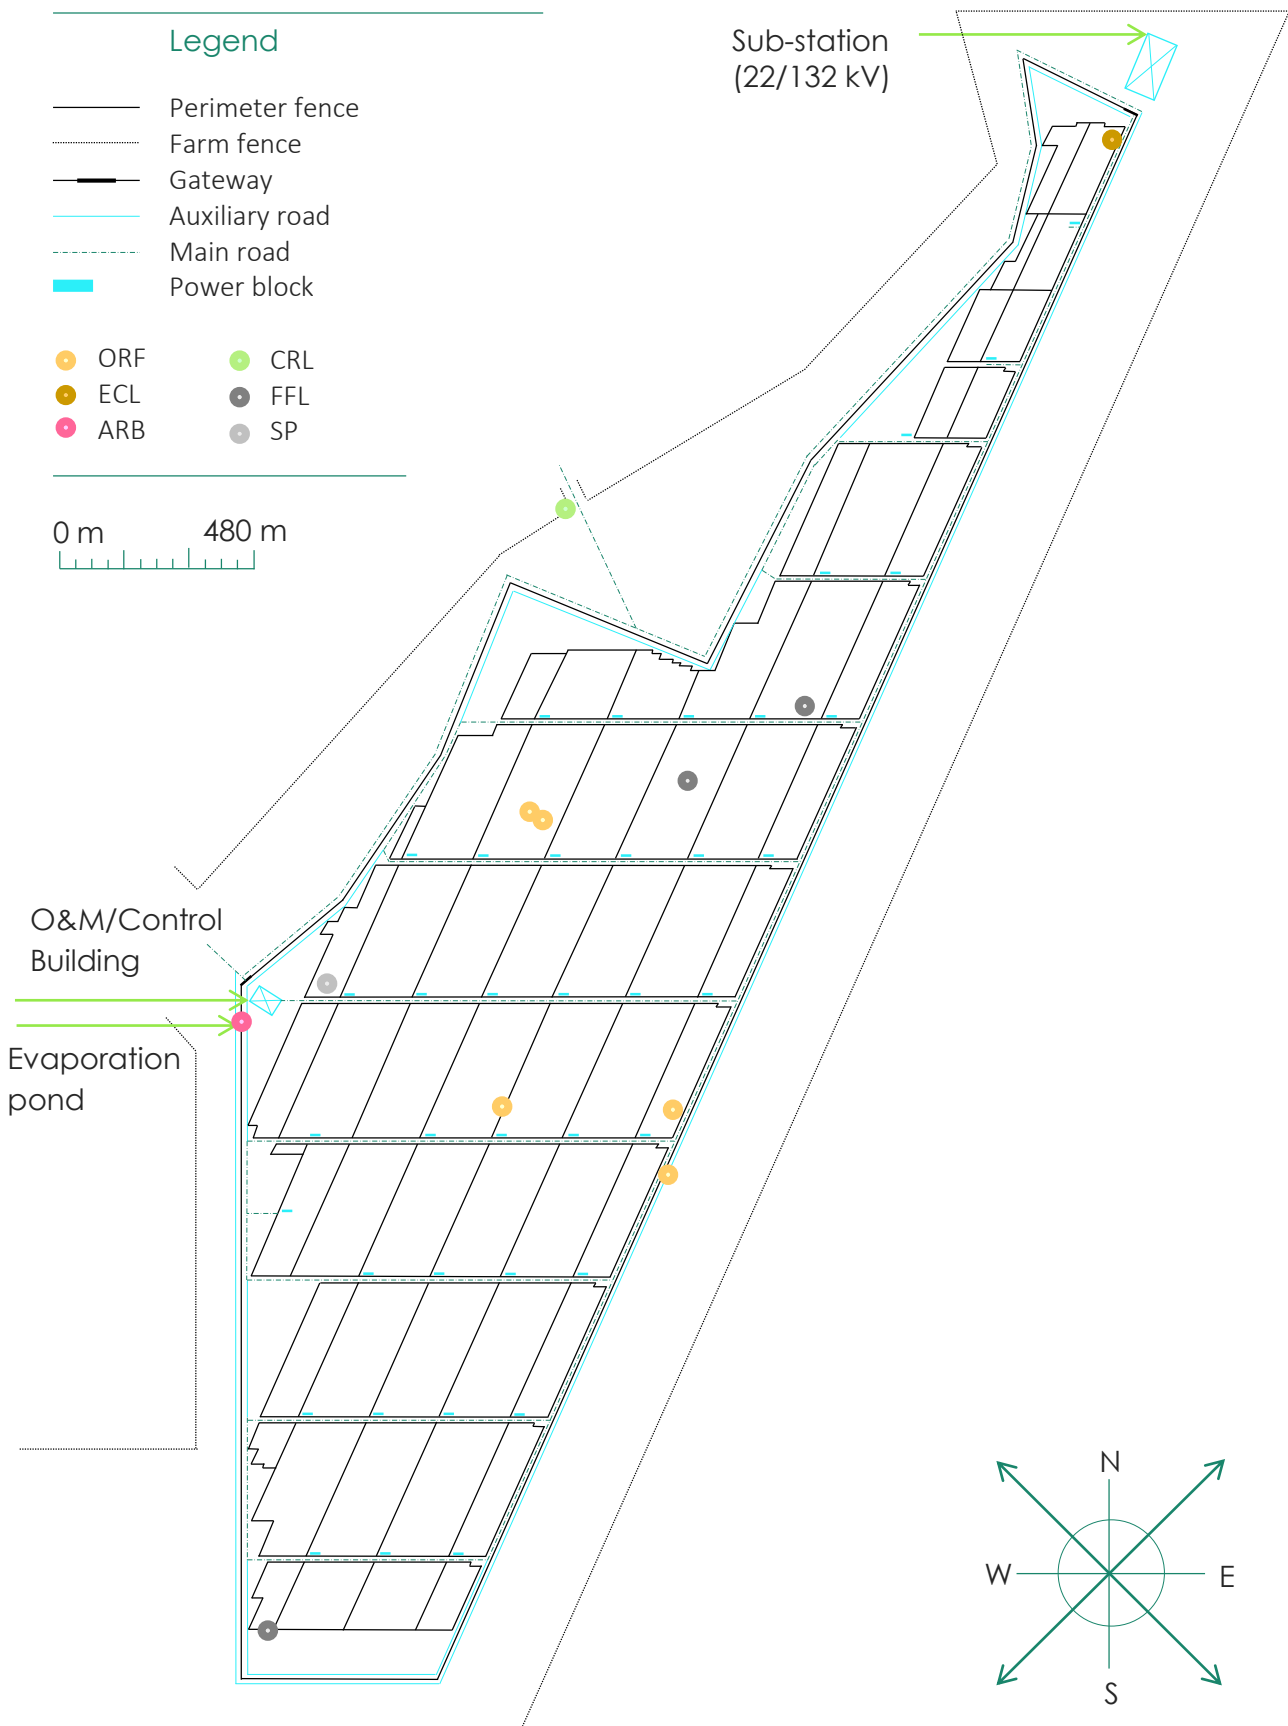 Legend
Perimeter fence
Farm fence
Gateway
Auxiliary road
Main road
Power block
ORF
CRL
ECL
FFL
ARB
SP
0 m
480 m
Sub-station
(22/132 kV)
O&M/Control
Building
Evaporation
pond
N
W
E
S